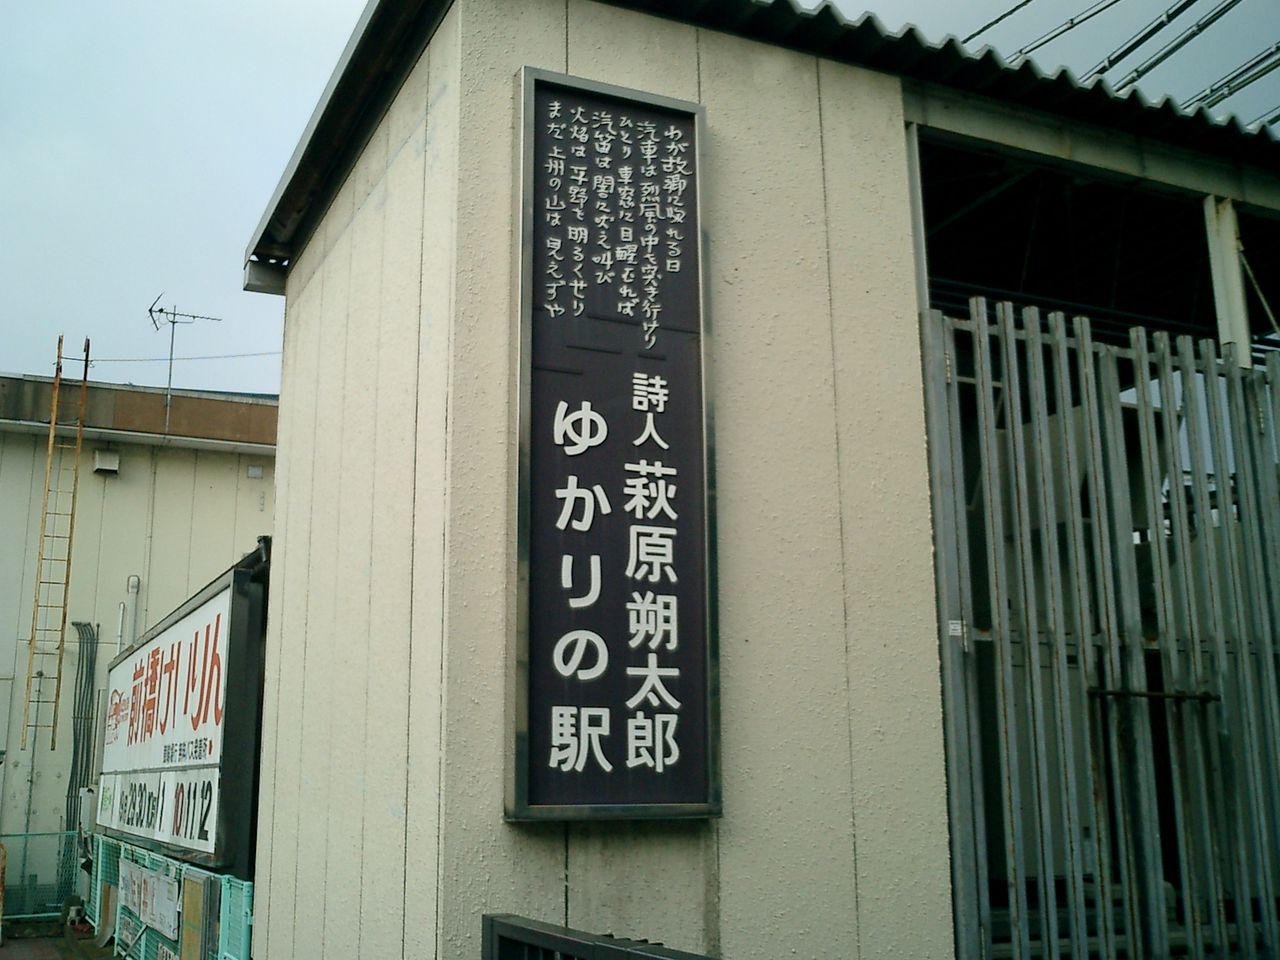 わが故郷に帰れる日
汽車は烈風の中を突き行けり
ひとり車窓に目醒むれば
汽笛は闇に吠え叫び
火焔は平野を明るくせり
まだ上州の山は見えずや
詩人 萩原朔太郎
ゆかりの駅
前橋けいりん
29・30
1
10 11 12